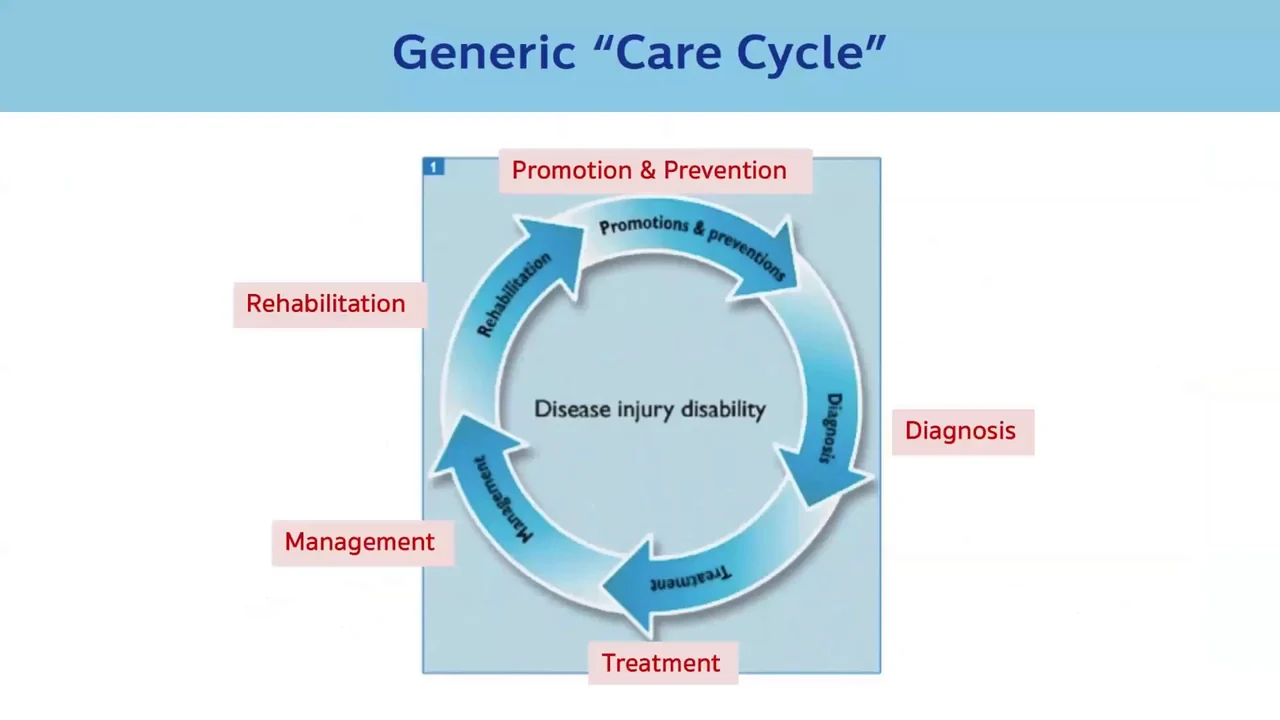 Generic “Care Cycle”
1
Promotion & Prevention
Promotions & preventions
Rehabilitation
Rehabilitation
Disease injury disability
Diagnosis
Diagnosis
Management
Management
Treatment
Treatment